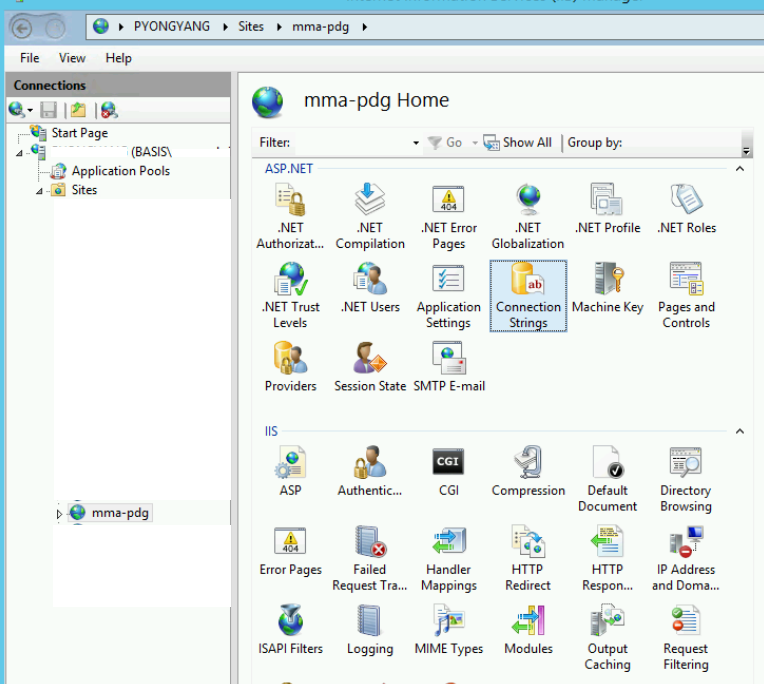 PYONGYANG Sites mma-pdg
File View Help
Connections
Start Page
(BASIS\
Application Pools
Sites
mma-pdg
mma-pdg Home
Filter: Go Show All Group by:
ASP.NET
.NET Authorizat...
.NET Compilation
.NET Error Pages
.NET Globalization
.NET Profile
.NET Roles
.NET Trust Levels
.NET Users
Application Settings
Connection Strings
ab
Machine Key
Pages and Controls
Providers
Session State
SMTP E-mail
404
IIS
ASP
Authentic...
CGI
CGI
Compression
Default Document
Directory Browsing
404
Error Pages
Failed Request Tra...
Handler Mappings
HTTP Redirect
HTTP Respon...
IP Address and Doma...
ISAPI Filters
Logging
MIME Types
Modules
Output Caching
Request Filtering